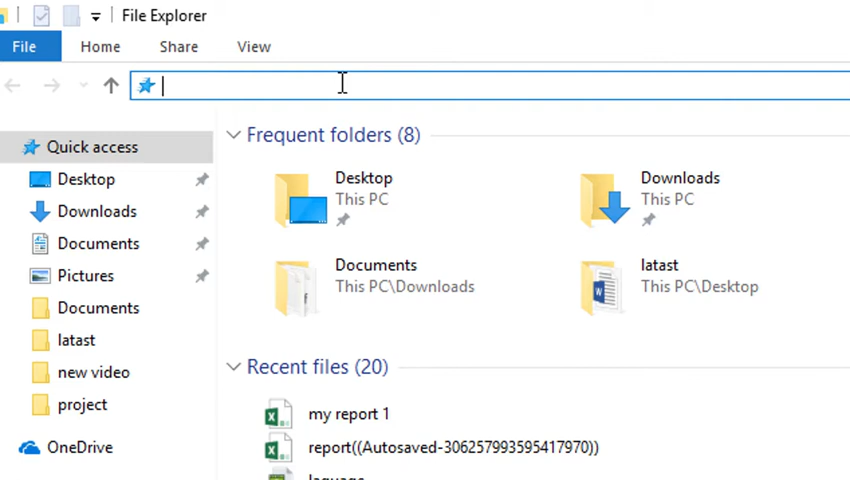 File Explorer
File Home Share View
Quick access
Desktop
Downloads
Documents
Pictures
Documents
latast
new video
project
OneDrive
Frequent folders (8)
Desktop
This PC
Downloads
This PC
Documents
This PC\Downloads
latast
This PC\Desktop
Recent files (20)
my report 1
report((Autosaved-306257993595417970))